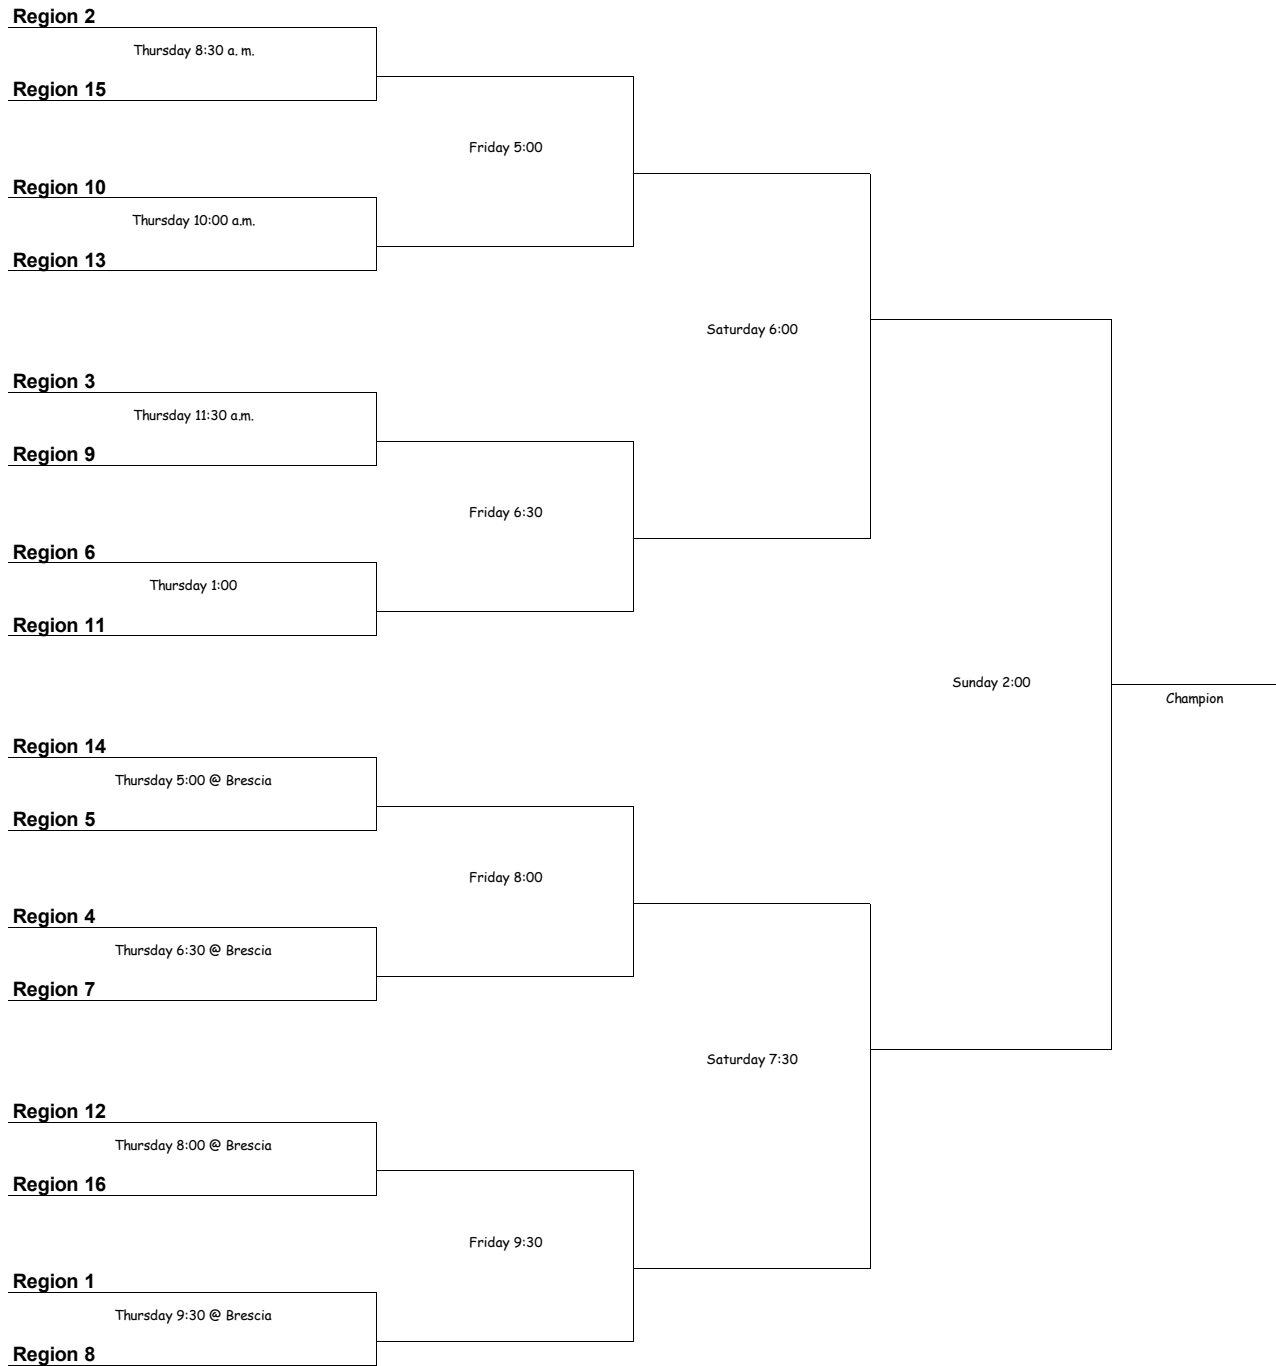 Region 2
Thursday 8:30 a. m.
Region 15
Friday 5:00
Region 10
Thursday 10:00 a.m.
Region 13
Saturday 6:00
Region 3
Thursday 11:30 a.m.
Region 9
Friday 6:30
Region 6
Thursday 1:00
Region 11
Sunday 2:00
Champion
Region 14
Thursday 5:00 @ Brescia
Region 5
Friday 8:00
Region 4
Thursday 6:30 @ Brescia
Region 7
Saturday 7:30
Region 12
Thursday 8:00 @ Brescia
Region 16
Friday 9:30
Region 1
Thursday 9:30 @ Brescia
Region 8